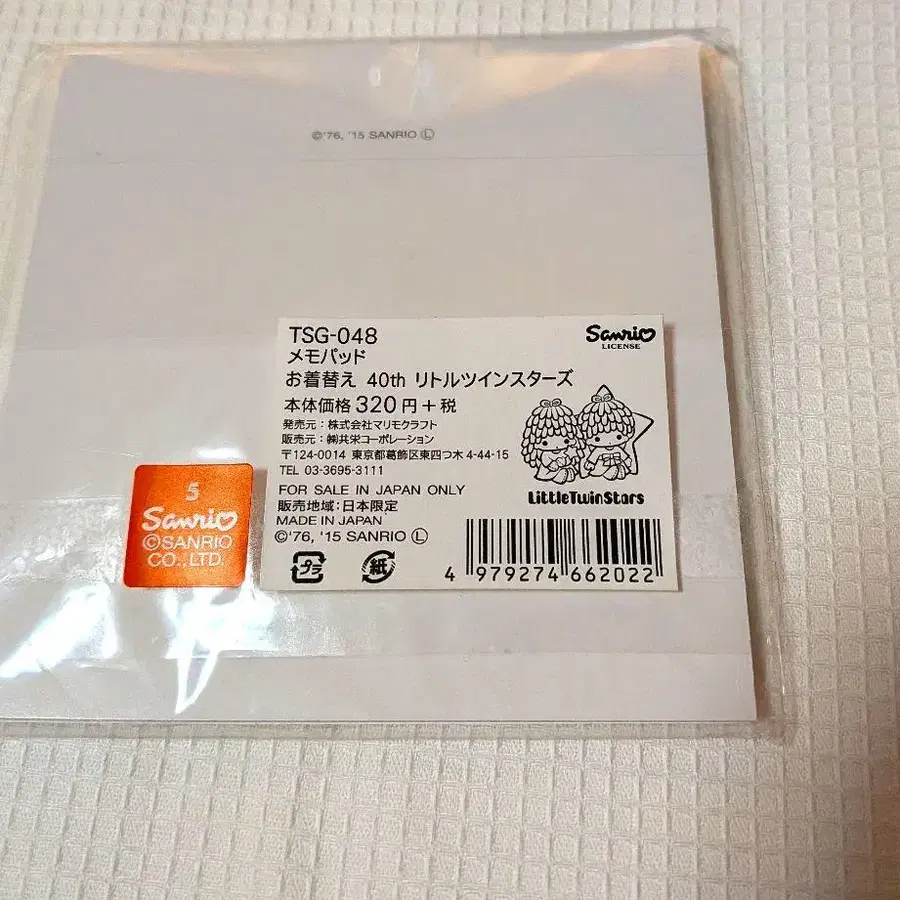 ©'76, '15 SANRIO Ⓛ
TSG-048
メモパッド
お着替え 40th リトルツインスターズ
本体価格 320 円 + 税
発売元：株式会社マリモクラフト
販売元：㈱共栄コーポレーション
〒124-0014 東京都葛飾区東四つ木 4-44-15
TEL 03-3695-3111
FOR SALE IN JAPAN ONLY
販売地域：日本限定
MADE IN JAPAN
©'76, '15 SANRIO Ⓛ
プラ
紙
Sanrio
LICENSE
LittleTwinStars
4 979274 662022
5
Sanrio
©SANRIO
CO.,LTD.